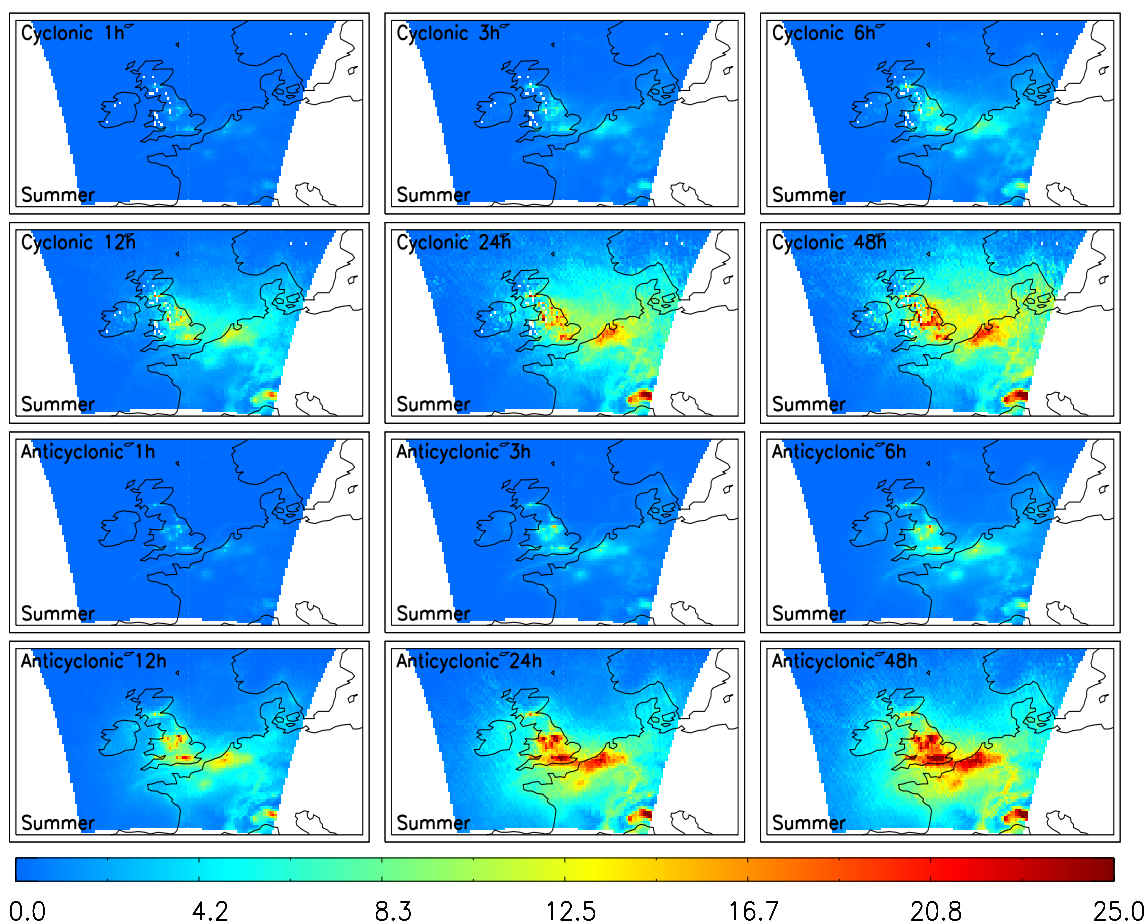 Cyclonic 1h
Cyclonic 3h
Cyclonic 6h
Summer
Summer
Summer
Cyclonic 12h
Cyclonic 24h
Cyclonic 48h
Summer
Summer
Summer
Anticyclonic 1h
Anticyclonic 3h
Anticyclonic 6h
Summer
Summer
Summer
Anticyclonic 12h
Anticyclonic 24h
Anticyclonic 48h
Summer
Summer
Summer
0.0 4.2 8.3 12.5 16.7 20.8 25.0